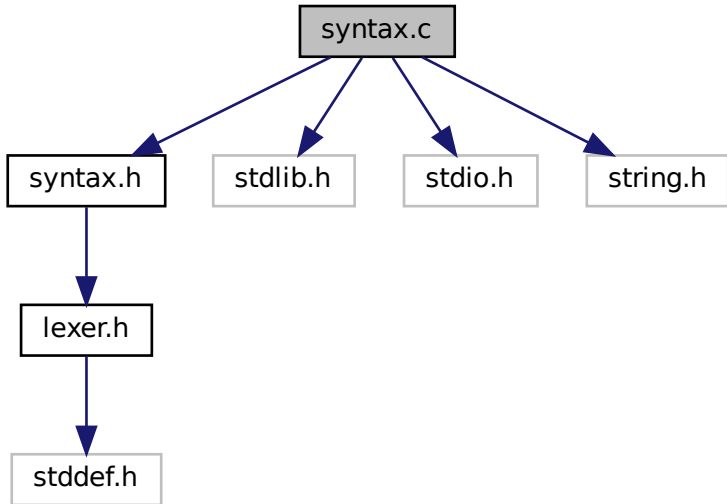 syntax.c
syntax.h
stdlib.h
stdio.h
string.h
lexer.h
stddef.h